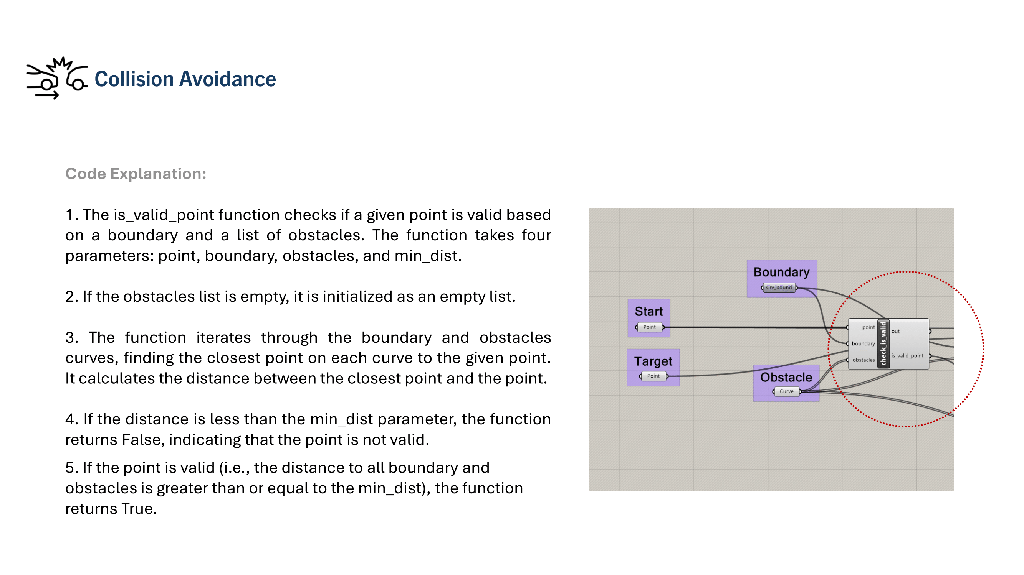 Collision Avoidance
Code Explanation:
1. The is_valid_point function checks if a given point is valid based
on a boundary and a list of obstacles. The function takes four
parameters: point, boundary, obstacles, and min_dist.
2. If the obstacles list is empty, it is initialized as an empty list.
3. The function iterates through the boundary and obstacles
curves, finding the closest point on each curve to the given point.
It calculates the distance between the closest point and the point.
4. If the distance is less than the min_dist parameter, the function
returns False, indicating that the point is not valid.
5. If the point is valid (i.e., the distance to all boundary and
obstacles is greater than or equal to the min_dist), the function
returns True.
Boundary
Start
Point
Target
Point
Obstacle
Curve
point
boundary
obstacles
check_is_valid
out
is_valid_point